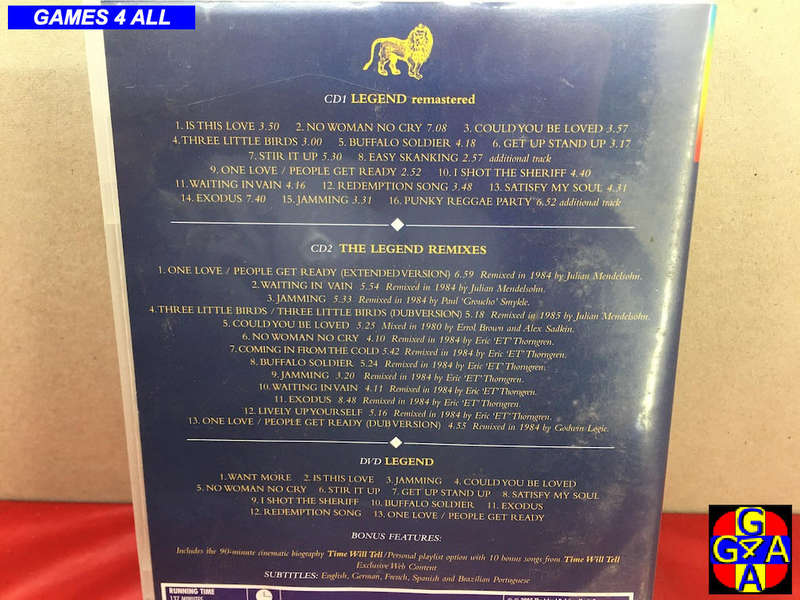 GAMES 4 ALL
CD1 LEGEND remastered
1. IS THIS LOVE 3.50 2. NO WOMAN NO CRY 7.08 3. COULD YOU BE LOVED 3.57
4. THREE LITTLE BIRDS 3.00 5. BUFFALO SOLDIER 4.18 6. GET UP STAND UP 3.17
7. STIR IT UP 5.30 8. EASY SKANKING 2.57 additional track
9. ONE LOVE / PEOPLE GET READY 2.52 10. I SHOT THE SHERIFF 4.40
11. WAITING IN VAIN 4.16 12. REDEMPTION SONG 3.48 13. SATISFY MY SOUL 4.31
14. EXODUS 7.40 15. JAMMING 3.31 16. PUNKY REGGAE PARTY 6.52 additional track
CD2 THE LEGEND REMIXES
1. ONE LOVE / PEOPLE GET READY (EXTENDED VERSION) 6.59 Remixed in 1984 by Julian Mendelsohn.
2. WAITING IN VAIN 5.54 Remixed in 1984 by Julian Mendelsohn.
3. JAMMING 5.33 Remixed in 1984 by Paul 'Groucho' Smykle.
4. THREE LITTLE BIRDS / THREE LITTLE BIRDS (DUB VERSION) 5.18 Remixed in 1985 by Julian Mendelsohn.
5. COULD YOU BE LOVED 5.25 Mixed in 1980 by Errol Brown and Alex Sadkin.
6. NO WOMAN NO CRY 4.10 Remixed in 1984 by Eric 'ET' Thorngren.
7. COMING IN FROM THE COLD 5.42 Remixed in 1984 by Eric 'ET' Thorngren.
8. BUFFALO SOLDIER 5.24 Remixed in 1984 by Eric 'ET' Thorngren.
9. JAMMING 3.20 Remixed in 1984 by Eric 'ET' Thorngren.
10. WAITING IN VAIN 4.11 Remixed in 1984 by Eric 'ET' Thorngren.
11. EXODUS 8.48 Remixed in 1984 by Eric 'ET' Thorngren.
12. LIVELY UP YOURSELF 5.16 Remixed in 1984 by Eric 'ET' Thorngren.
13. ONE LOVE / PEOPLE GET READY (DUB VERSION) 4.55 Remixed in 1984 by Godwin Logie.
DVD LEGEND
1. WANT MORE 2. IS THIS LOVE 3. JAMMING 4. COULD YOU BE LOVED
5. NO WOMAN NO CRY 6. STIR IT UP 7. GET UP STAND UP 8. SATISFY MY SOUL
9. I SHOT THE SHERIFF 10. BUFFALO SOLDIER 11. EXODUS
12. REDEMPTION SONG 13. ONE LOVE / PEOPLE GET READY
BONUS FEATURES:
Includes the 90-minute cinematic biography Time Will Tell/Personal playlist option with 10 bonus songs from Time Will Tell
Exclusive Web Content
SUBTITLES: English, German, French, Spanish and Brazilian Portuguese
RUNNING TIME
137 MINUTES
G
G4A
A